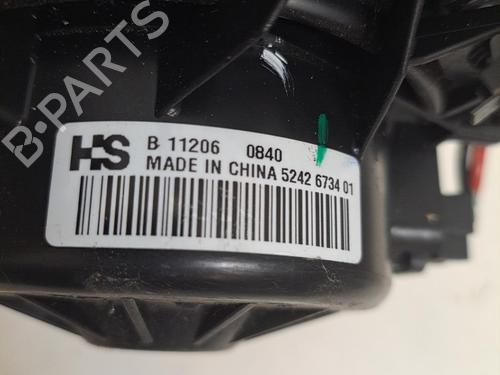 B-PARTS
HS B 11206 0840
MADE IN CHINA 5242 6734 01